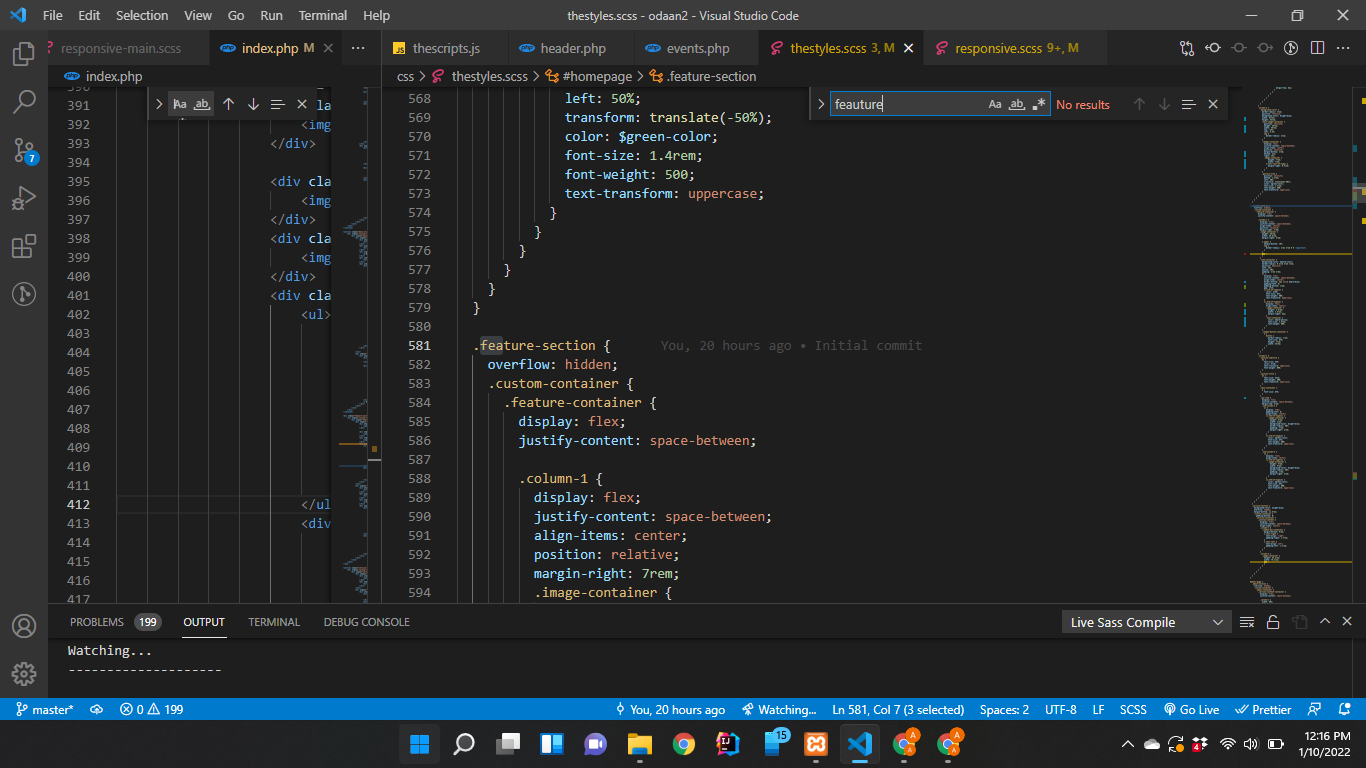 File Edit Selection View Go Run Terminal Help thestyles.scss - odaan2 - Visual Studio Code
responsive-main.scss index.php M ··· JS thescripts.js php header.php php events.php thestyles.scss 3, M responsive.scss 9+, M ···
index.php
css > thestyles.scss > #homepage > .feature-section
Aa ab
feauture Aa ab No results
391 cla
392 <img
393 </div>
394
395 <div cla
396 <img
397 </div>
398 <div cla
399 <img
400 </div>
401 <div cla
402 <ul>
403
404
405
406
407
408
409
410
411
412 </ul
413 <div
414
415
416
417
568 left: 50%;
569 transform: translate(-50%);
570 color: $green-color;
571 font-size: 1.4rem;
572 font-weight: 500;
573 text-transform: uppercase;
574 }
575 }
576 }
577 }
578 }
579 }
580
581 .feature-section { You, 20 hours ago • Initial commit
582 overflow: hidden;
583 .custom-container {
584 .feature-container {
585 display: flex;
586 justify-content: space-between;
587
588 .column-1 {
589 display: flex;
590 justify-content: space-between;
591 align-items: center;
592 position: relative;
593 margin-right: 7rem;
594 .image-container {
7
PROBLEMS 199 OUTPUT TERMINAL DEBUG CONSOLE Live Sass Compile
Watching...
--------------------
master* 0 199 You, 20 hours ago Watching... Ln 581, Col 7 (3 selected) Spaces: 2 UTF-8 LF SCSS Go Live Prettier
15 A A 4 12:16 PM
1/10/2022